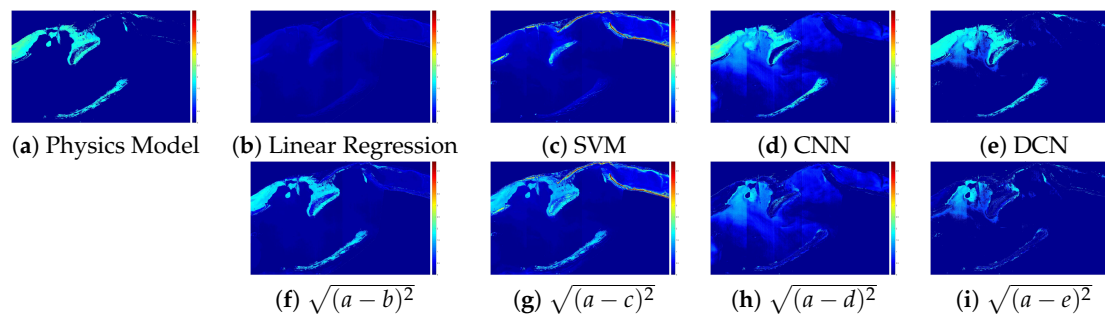 (a) Physics Model
(b) Linear Regression
(c) SVM
(d) CNN
(e) DCN
(f) √(a − b)²
(g) √(a − c)²
(h) √(a − d)²
(i) √(a − e)²